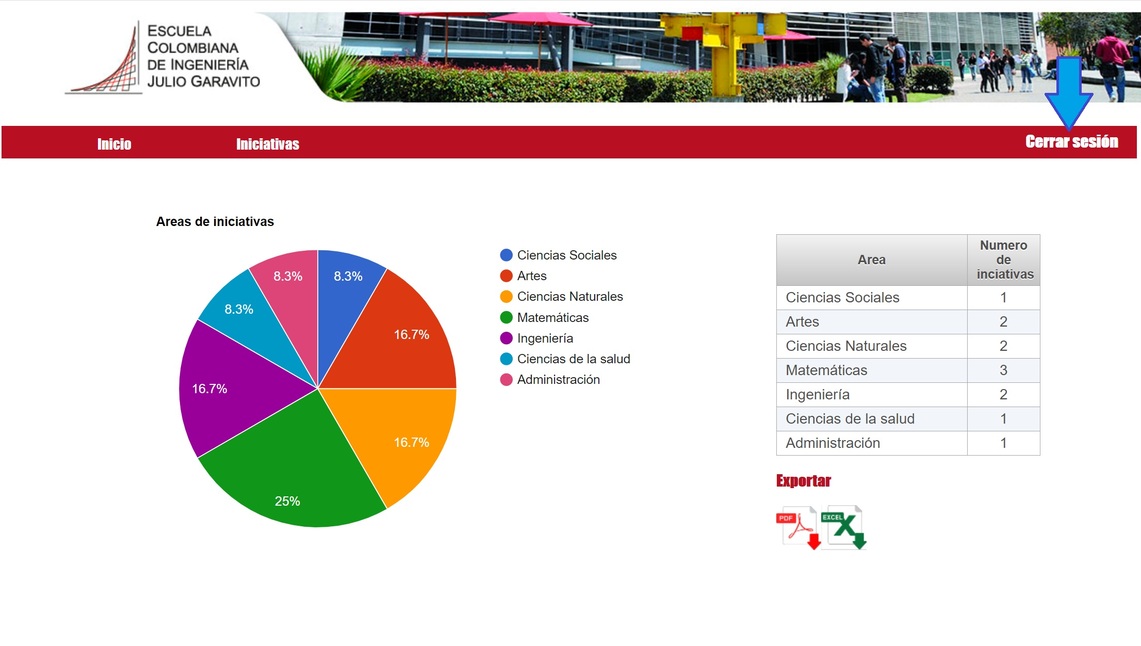 ESCUELA
COLOMBIANA
DE INGENIERÍA
JULIO GARAVITO
Inicio Iniciativas Cerrar sesión
Areas de iniciativas
8.3% 8.3%
16.7%
16.7%
25%
16.7%
8.3%
Ciencias Sociales
Artes
Ciencias Naturales
Matemáticas
Ingeniería
Ciencias de la salud
Administración
Area Numero de inciativas
Ciencias Sociales 1
Artes 2
Ciencias Naturales 2
Matemáticas 3
Ingeniería 2
Ciencias de la salud 1
Administración 1
Exportar
PDF EXCEL